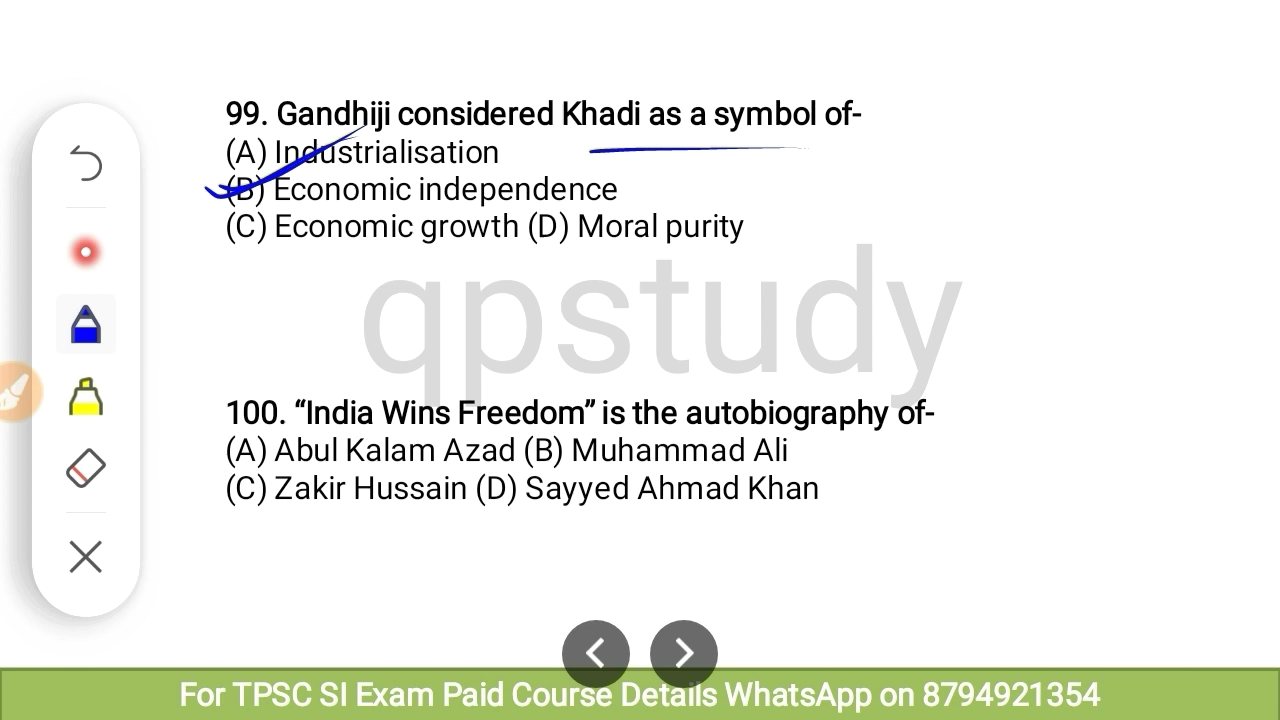 99. Gandhiji considered Khadi as a symbol of-
(A) Industrialisation
(B) Economic independence
(C) Economic growth (D) Moral purity
qpstudy
100. “India Wins Freedom” is the autobiography of-
(A) Abul Kalam Azad (B) Muhammad Ali
(C) Zakir Hussain (D) Sayyed Ahmad Khan
For TPSC SI Exam Paid Course Details WhatsApp on 8794921354